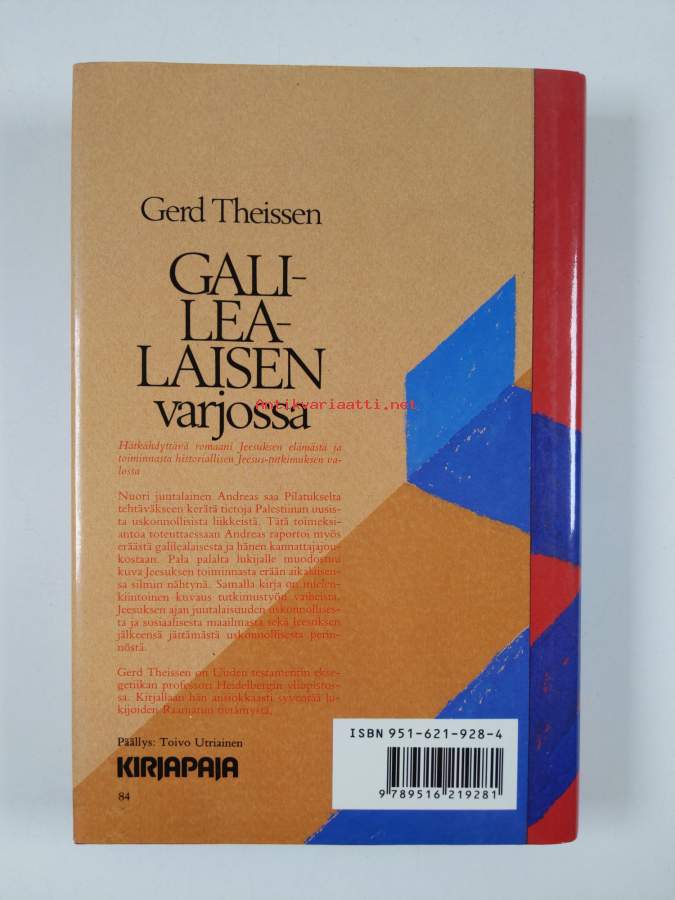 Gerd Theissen
GALI-
LEA-
LAISEN
varjossa
Antikvariaatti.net
Hätkähdyttävä romaani Jeesuksen elämästä ja
toiminnasta historiallisen Jeesus-tutkimuksen va-
lossa
Nuori juutalainen Andreas saa Pilatukselta
tehtäväkseen kerätä tietoja Palestiinan uusis-
ta uskonnollisista liikkeistä. Tätä toimeksi-
antoa toteuttaessaan Andreas raportoi myös
eräästä galilealaisesta ja hänen kannattajajou-
kostaan. Pala palalta lukijalle muodostuu
kuva Jeesuksen toiminnasta erään aikalaisen-
sa silmin nähtynä. Samalla kirja on mielen-
kiintoinen kuvaus tutkimustyön vaiheista,
Jeesuksen ajan juutalaisuuden uskonnollises-
ta ja sosiaalisesta maailmasta sekä Jeesuksen
jälkeensä jättämästä uskonnollisesta perin-
nöstä.
Gerd Theissen on Uuden testamentin ekse-
getiikan professori Heidelbergin yliopistos-
sa. Kirjallaan hän ansiokkaasti syventää lu-
kijoiden Raamatun tietämystä.
Päällys: Toivo Utriainen
KIRJAPAJA
84
ISBN 951-621-928-4
9 789516 219281